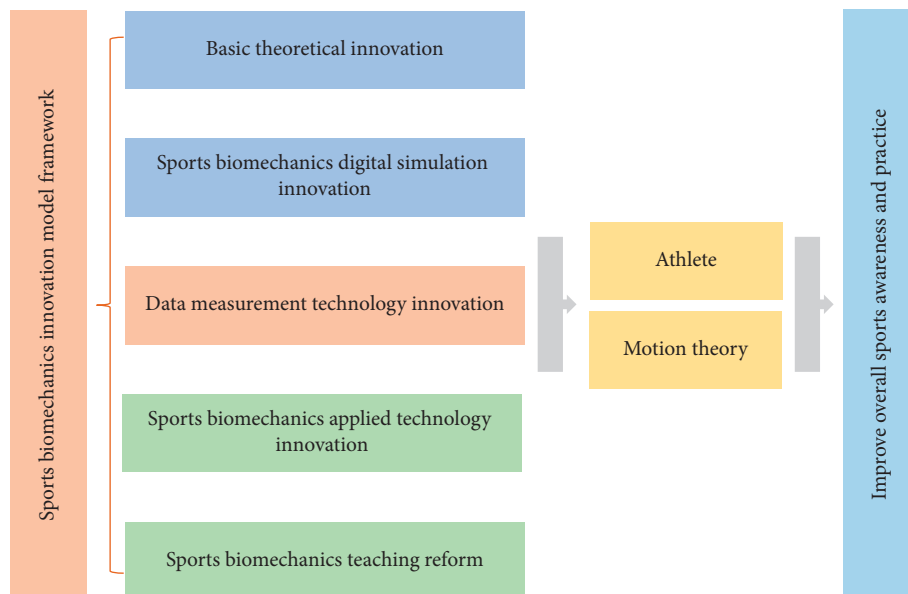 Sports biomechanics innovation model framework
Basic theoretical innovation
Sports biomechanics digital simulation
innovation
Data measurement technology innovation
Sports biomechanics applied technology
innovation
Sports biomechanics teaching reform
Athlete
Motion theory
Improve overall sports awareness and practice